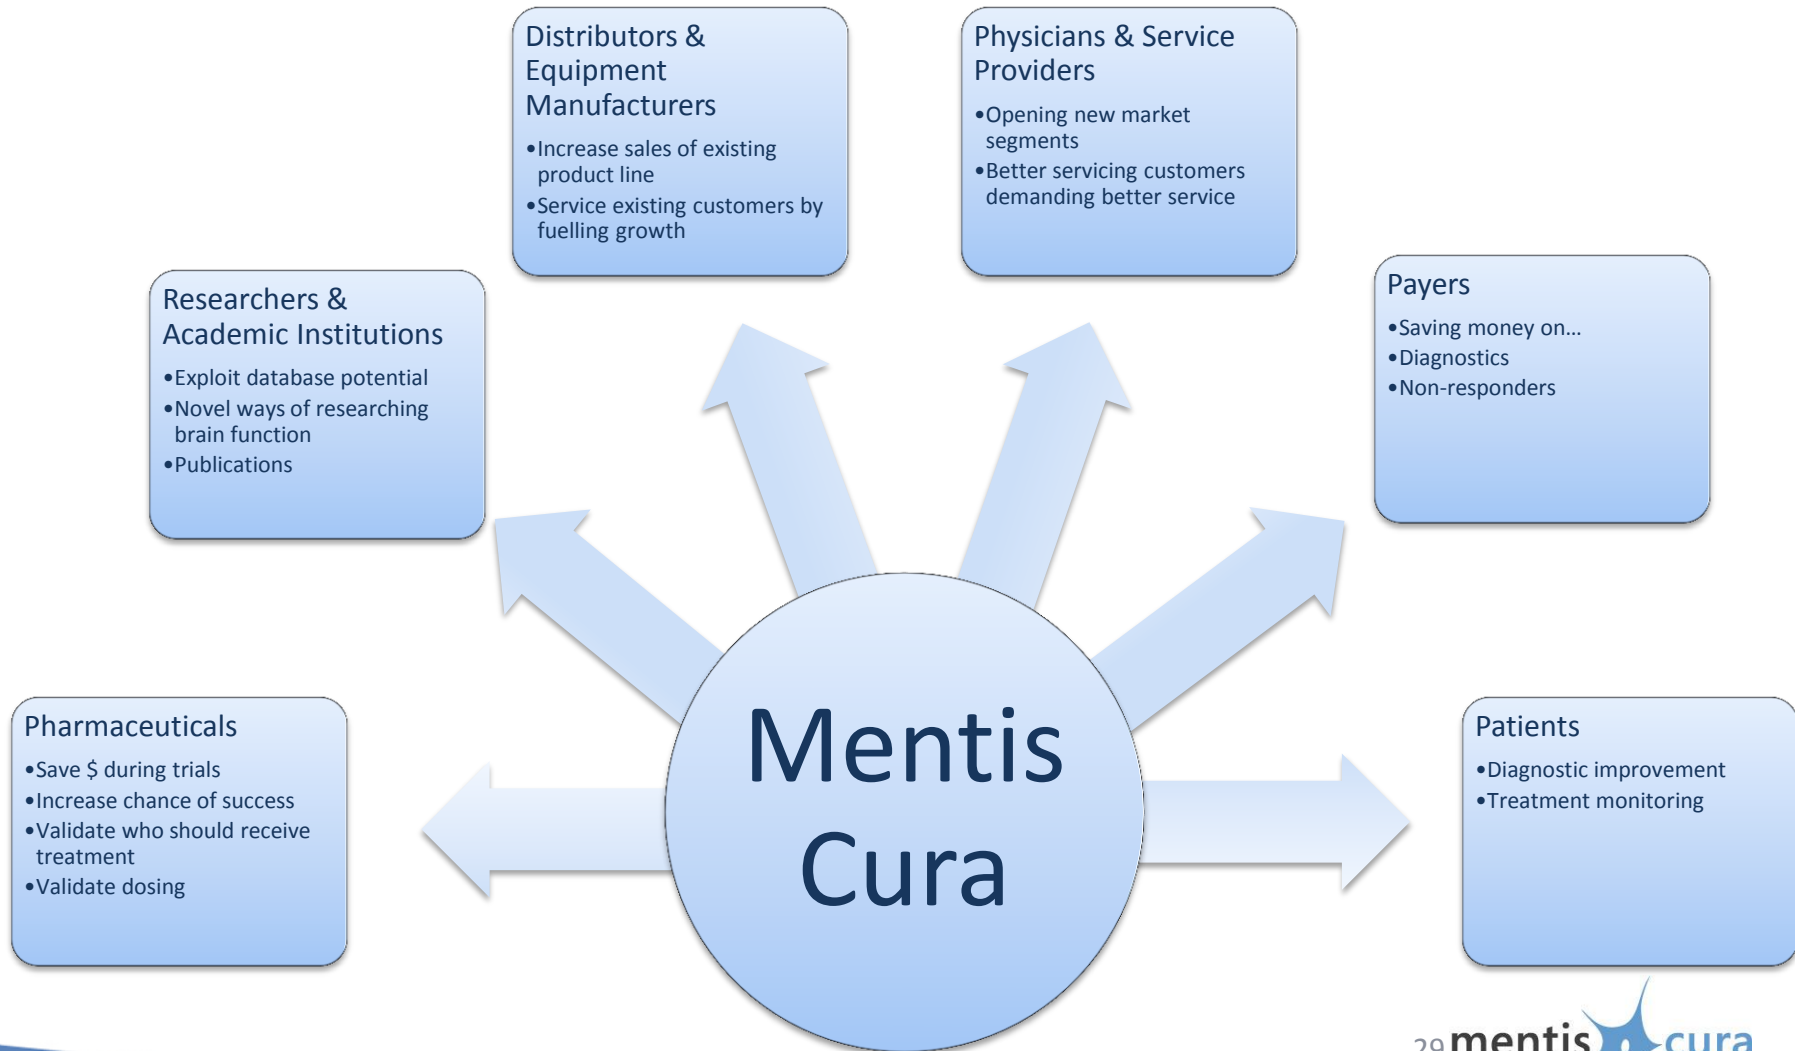 Distributors &
Equipment
Manufacturers
•Increase sales of existing
product line
•Service existing customers by
fuelling growth
Physicians & Service
Providers
•Opening new market
segments
•Better servicing customers
demanding better service
Researchers &
Academic Institutions
•Exploit database potential
•Novel ways of researching
brain function
•Publications
Payers
•Saving money on…
•Diagnostics
•Non-responders
Pharmaceuticals
•Save $ during trials
•Increase chance of success
•Validate who should receive
treatment
•Validate dosing
Mentis
Cura
Patients
•Diagnostic improvement
•Treatment monitoring
29 mentis cura